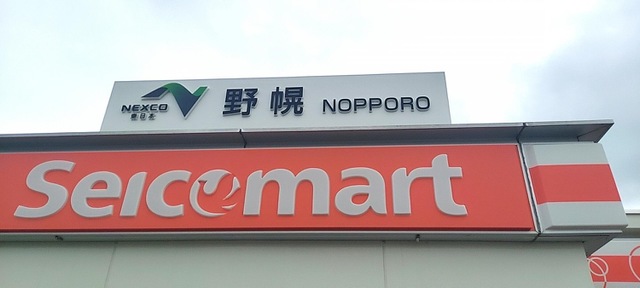 NEXCO
東日本
野幌 NOPPORO
Seicomart